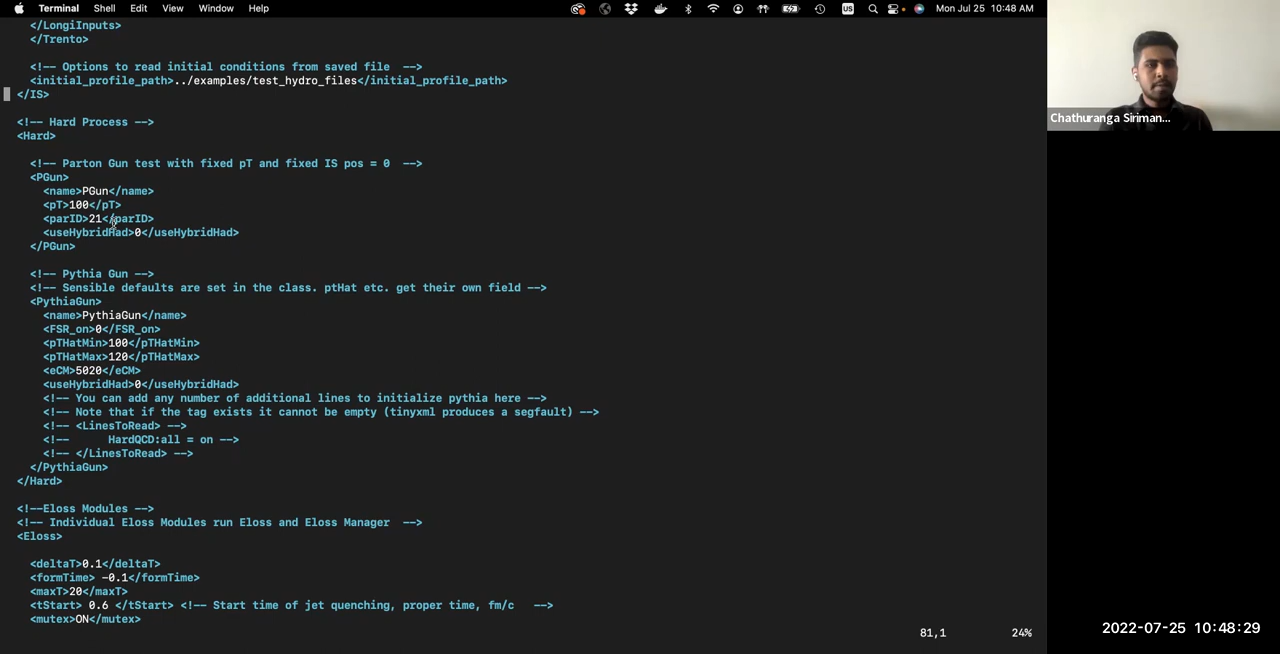 Terminal Shell Edit View Window Help US Mon Jul 25 10:48 AM
</LongiInputs>
</Trento>
<!-- Options to read initial conditions from saved file -->
<initial_profile_path>../examples/test_hydro_files</initial_profile_path>
</IS>
<!-- Hard Process -->
<Hard>
<!-- Parton Gun test with fixed pT and fixed IS pos = 0 -->
<PGun>
<name>PGun</name>
<pT>100</pT>
<parID>21</parID>
<useHybridHad>0</useHybridHad>
</PGun>
<!-- Pythia Gun -->
<!-- Sensible defaults are set in the class. ptHat etc. get their own field -->
<PythiaGun>
<name>PythiaGun</name>
<FSR_on>0</FSR_on>
<pTHatMin>100</pTHatMin>
<pTHatMax>120</pTHatMax>
<eCM>5020</eCM>
<useHybridHad>0</useHybridHad>
<!-- You can add any number of additional lines to initialize pythia here -->
<!-- Note that if the tag exists it cannot be empty (tinyxml produces a segfault) -->
<!-- <LinesToRead> -->
<!-- HardQCD:all = on -->
<!-- </LinesToRead> -->
</PythiaGun>
</Hard>
<!--Eloss Modules -->
<!-- Individual Eloss Modules run Eloss and Eloss Manager -->
<Eloss>
<deltaT>0.1</deltaT>
<formTime> -0.1</formTime>
<maxT>20</maxT>
<tStart> 0.6 </tStart> <!-- Start time of jet quenching, proper time, fm/c -->
<mutex>ON</mutex>
81,1 24%
Chathuranga Siriman...
2022-07-25 10:48:29